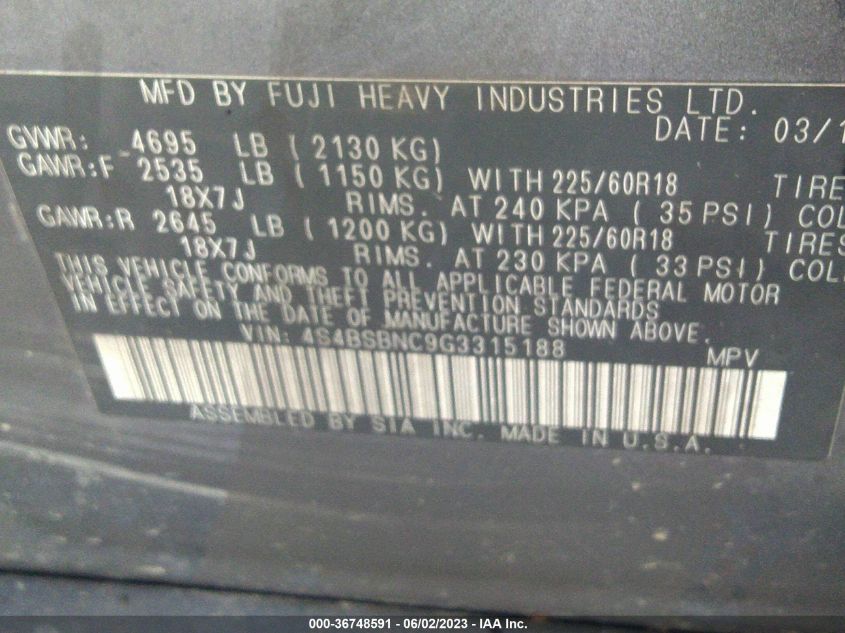 MFD BY FUJI HEAVY INDUSTRIES LTD.
DATE: 03/1
GVWR: 4695 LB ( 2130 KG)
GAWR:F 2535 LB ( 1150 KG) WITH 225/60R18 TIRE
18X7J RIMS. AT 240 KPA ( 35 PSI) COL
GAWR:R 2645 LB ( 1200 KG) WITH 225/60R18 TIRES
18X7J RIMS. AT 230 KPA ( 33 PSI) COL
THIS VEHICLE CONFORMS TO ALL APPLICABLE FEDERAL MOTOR
VEHICLE SAFETY AND THEFT PREVENTION STANDARDS
IN EFFECT ON THE DATE OF MANUFACTURE SHOWN ABOVE.
VIN: 4S4BSBNC9G3315188 MPV
ASSEMBLED BY SIA INC. MADE IN U.S.A.
000-36748591 - 06/02/2023 - IAA Inc.